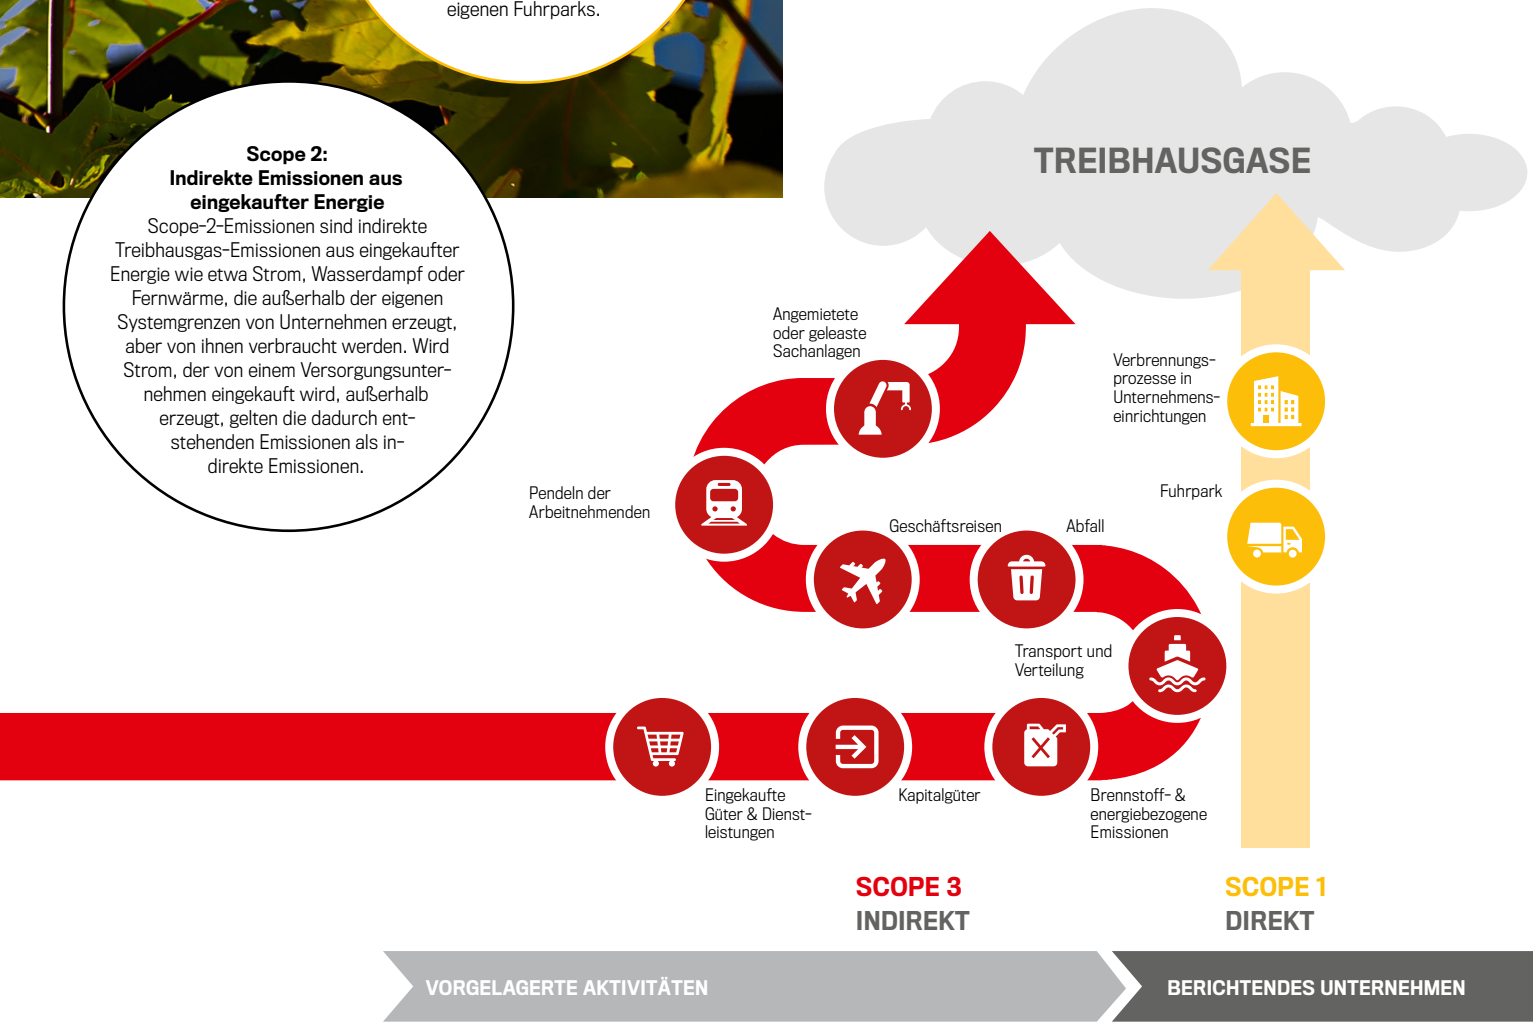 eigenen Fuhrparks.
Scope 2:
Indirekte Emissionen aus
eingekaufter Energie
Scope-2-Emissionen sind indirekte
Treibhausgas-Emissionen aus eingekaufter
Energie wie etwa Strom, Wasserdampf oder
Fernwärme, die außerhalb der eigenen
Systemgrenzen von Unternehmen erzeugt,
aber von ihnen verbraucht werden. Wird
Strom, der von einem Versorgungsunter-
nehmen eingekauft wird, außerhalb
erzeugt, gelten die dadurch ent-
stehenden Emissionen als in-
direkte Emissionen.
TREIBHAUSGASE
Angemietete
oder geleaste
Sachanlagen
Verbrennungs-
prozesse in
Unternehmens-
einrichtungen
Pendeln der
Arbeitnehmenden
Fuhrpark
Geschäftsreisen
Abfall
Transport und
Verteilung
Eingekaufte
Güter & Dienst-
leistungen
Kapitalgüter
Brennstoff- &
energiebezogene
Emissionen
SCOPE 3
INDIREKT
SCOPE 1
DIREKT
VORGELAGERTE AKTIVITÄTEN
BERICHTENDES UNTERNEHMEN